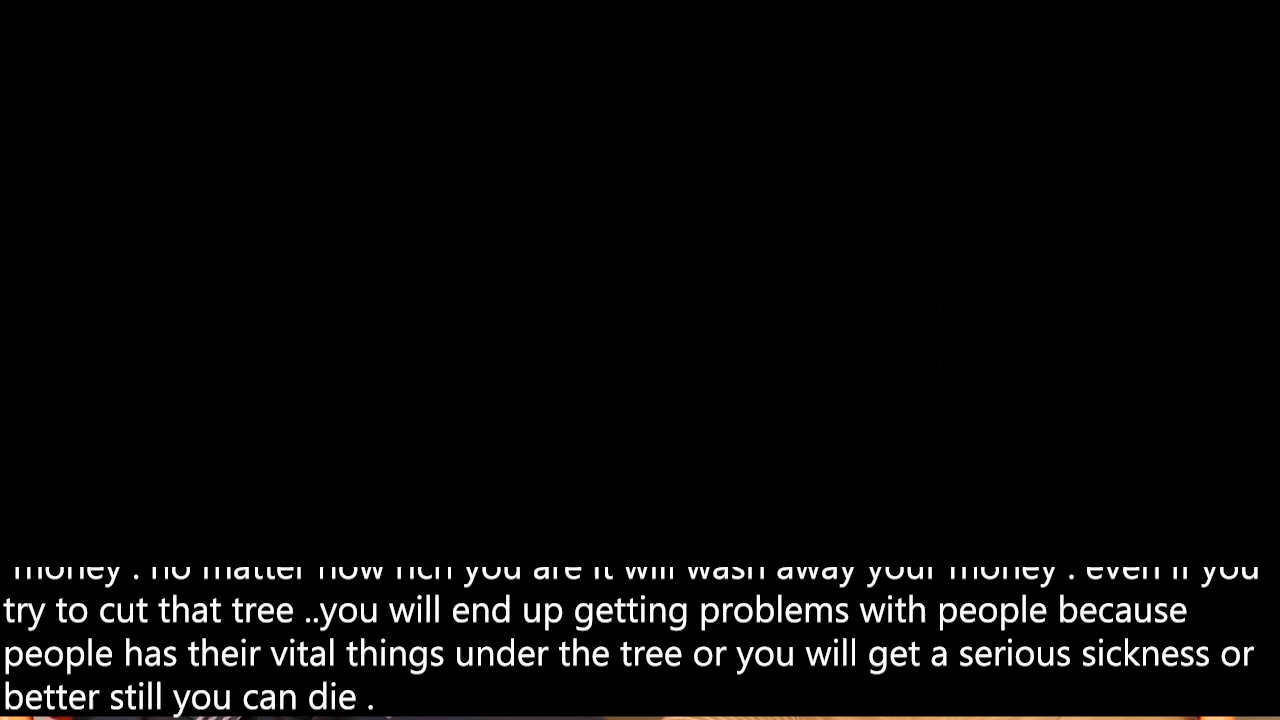 money . no matter how rich you are it will wash away your money . even if you
try to cut that tree ..you will end up getting problems with people because
people has their vital things under the tree or you will get a serious sickness or
better still you can die .